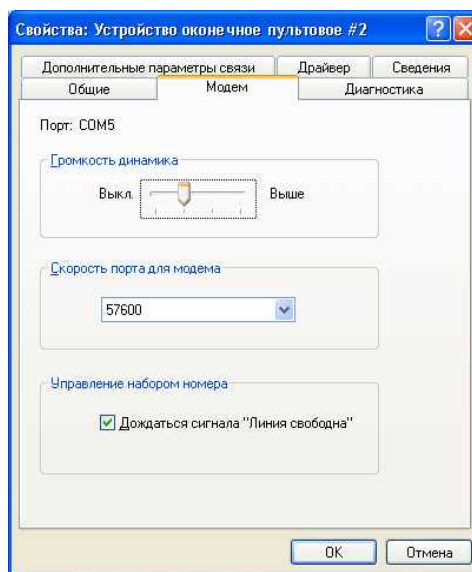 Свойства: Устройство оконечное пультовое #2
Дополнительные параметры связи Драйвер Сведения
Общие Модем Диагностика
Порт: COM5
Громкость динамика
Выкл. Выше
Скорость порта для модема
57600
Управление набором номера
Дождаться сигнала "Линия свободна"
OK Отмена